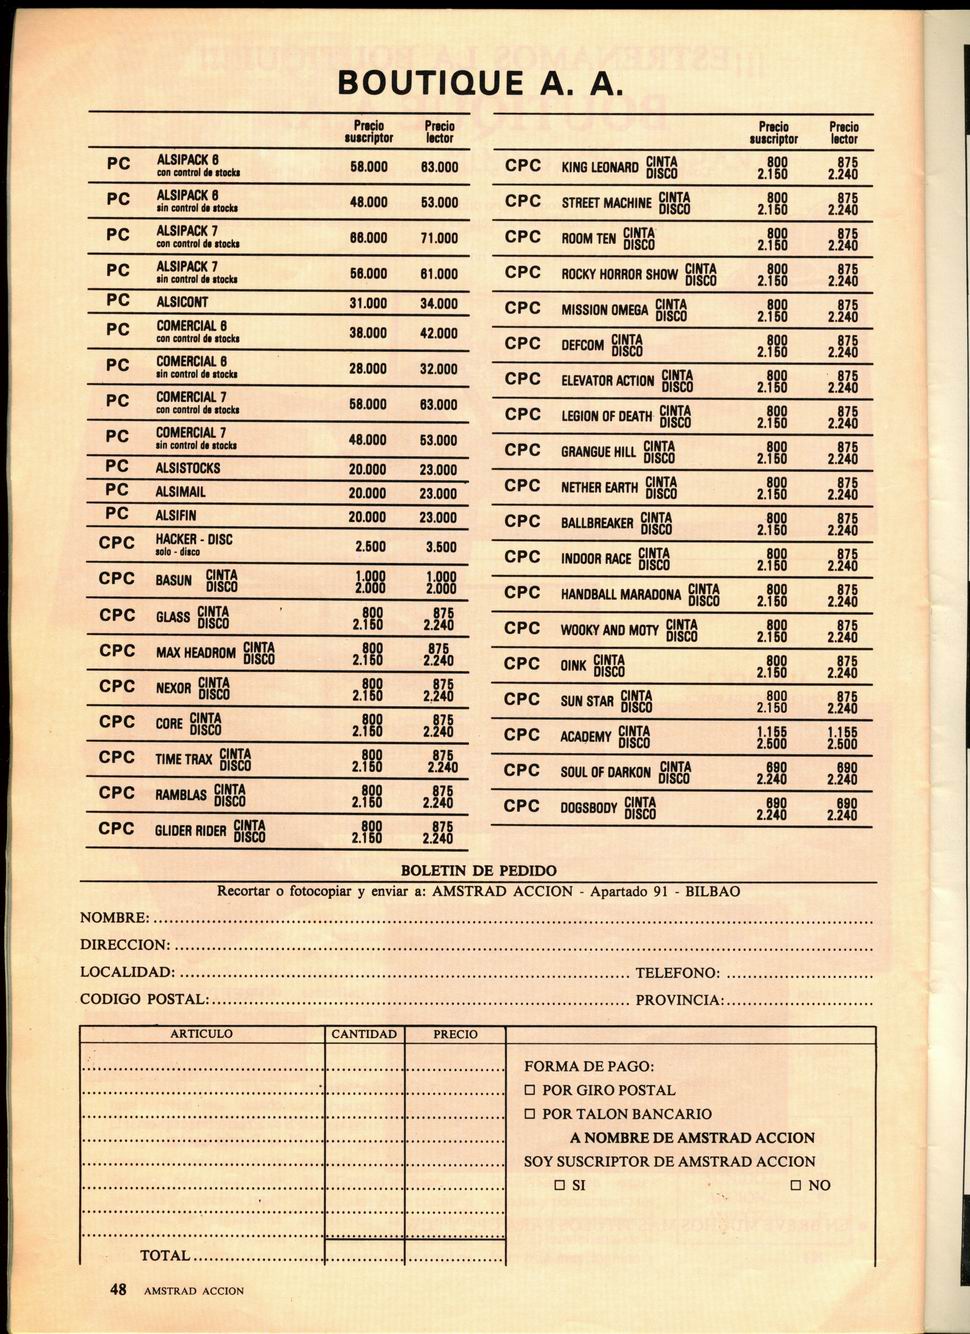 BOUTIQUE A. A.
Precio suscriptor Precio lector
PC ALSIPACK 6 58.000 63.000
con control de stocks
PC ALSIPACK 6 48.000 53.000
sin control de stocks
PC ALSIPACK 7 66.000 71.000
con control de stocks
PC ALSIPACK 7 56.000 61.000
sin control de stocks
PC ALSICONT 31.000 34.000
PC COMERCIAL 6 38.000 42.000
con control de stocks
PC COMERCIAL 6 28.000 32.000
sin control de stocks
PC COMERCIAL 7 58.000 63.000
con control de stocks
PC COMERCIAL 7 48.000 53.000
sin control de stocks
PC ALSISTOCKS 20.000 23.000
PC ALSIMAIL 20.000 23.000
PC ALSIFIN 20.000 23.000
CPC HACKER - DISC 2.500 3.500
solo - disco
CPC BASUN CINTA 1.000 1.000
DISCO 2.000 2.000
CPC GLASS CINTA 800 875
DISCO 2.150 2.240
CPC MAX HEADROM CINTA 800 875
DISCO 2.150 2.240
CPC NEXOR CINTA 800 875
DISCO 2.150 2.240
CPC CORE CINTA 800 875
DISCO 2.150 2.240
CPC TIME TRAX CINTA 800 875
DISCO 2.150 2.240
CPC RAMBLAS CINTA 800 875
DISCO 2.150 2.240
CPC GLIDER RIDER CINTA 800 875
DISCO 2.150 2.240
Precio suscriptor Precio lector
CPC KING LEONARD CINTA 800 875
DISCO 2.150 2.240
CPC STREET MACHINE CINTA 800 875
DISCO 2.150 2.240
CPC ROOM TEN CINTA 800 875
DISCO 2.150 2.240
CPC ROCKY HORROR SHOW CINTA 800 875
DISCO 2.150 2.240
CPC MISSION OMEGA CINTA 800 875
DISCO 2.150 2.240
CPC DEFCOM CINTA 800 875
DISCO 2.150 2.240
CPC ELEVATOR ACTION CINTA 800 875
DISCO 2.150 2.240
CPC LEGION OF DEATH CINTA 800 875
DISCO 2.150 2.240
CPC GRANGUE HILL CINTA 800 875
DISCO 2.150 2.240
CPC NETHER EARTH CINTA 800 875
DISCO 2.150 2.240
CPC BALLBREAKER CINTA 800 875
DISCO 2.150 2.240
CPC INDOOR RACE CINTA 800 875
DISCO 2.150 2.240
CPC HANDBALL MARADONA CINTA 800 875
DISCO 2.150 2.240
CPC WOOKY AND MOTY CINTA 800 875
DISCO 2.150 2.240
CPC OINK CINTA 800 875
DISCO 2.150 2.240
CPC SUN STAR CINTA 800 875
DISCO 2.150 2.240
CPC ACADEMY CINTA 1.155 1.155
DISCO 2.500 2.500
CPC SOUL OF DARKON CINTA 690 690
DISCO 2.240 2.240
CPC DOGSBODY CINTA 690 690
DISCO 2.240 2.240
BOLETIN DE PEDIDO
Recortar o fotocopiar y enviar a: AMSTRAD ACCION - Apartado 91 - BILBAO
NOMBRE:
DIRECCION:
LOCALIDAD: TELEFONO:
CODIGO POSTAL: PROVINCIA:
ARTICULO CANTIDAD PRECIO
TOTAL
FORMA DE PAGO:
□ POR GIRO POSTAL
□ POR TALON BANCARIO
A NOMBRE DE AMSTRAD ACCION
SOY SUSCRIPTOR DE AMSTRAD ACCION
□ SI □ NO
48 AMSTRAD ACCION